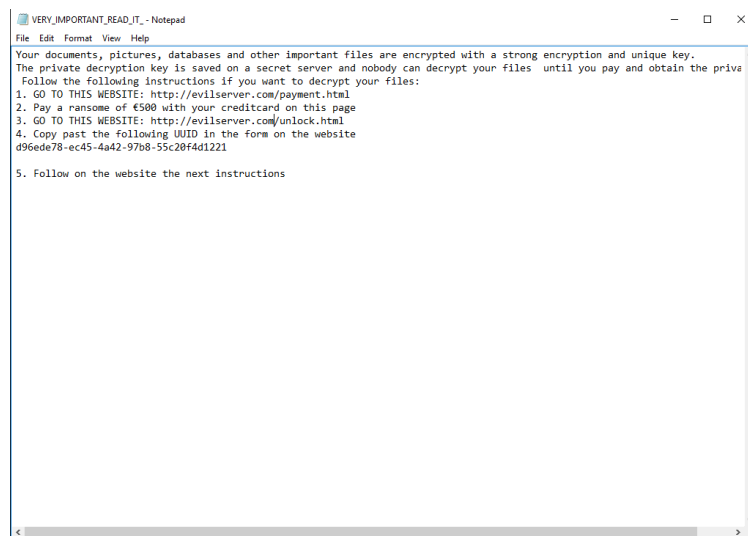 VERY_IMPORTANT_READ_IT_ - Notepad
File Edit Format View Help
Your documents, pictures, databases and other important files are encrypted with a strong encryption and unique key.
The private decryption key is saved on a secret server and nobody can decrypt your files  until you pay and obtain the priva
 Follow the following instructions if you want to decrypt your files:
1. GO TO THIS WEBSITE: http://evilserver.com/payment.html
2. Pay a ransome of €500 with your creditcard on this page
3. GO TO THIS WEBSITE: http://evilserver.com/unlock.html
4. Copy past the following UUID in the form on the website
d96ede78-ec45-4a42-97b8-55c20f4d1221
5. Follow on the website the next instructions